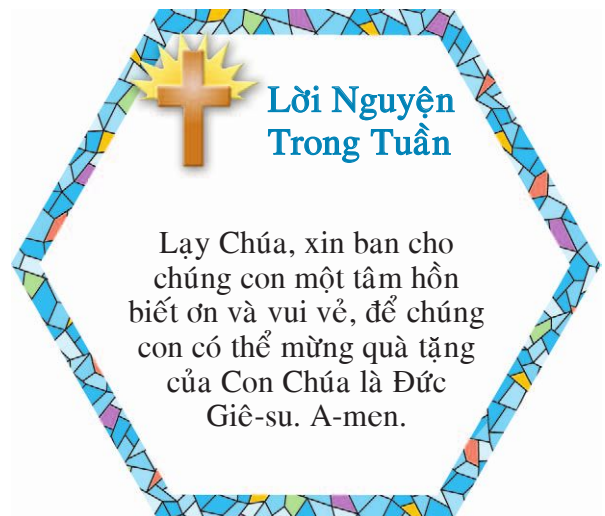 Lời Nguyện
Trong Tuần
Lạy Chúa, xin ban cho
chúng con một tâm hồn
biết ơn và vui vẻ, để chúng
con có thể mừng quà tặng
của Con Chúa là Đức
Giê-su. A-men.